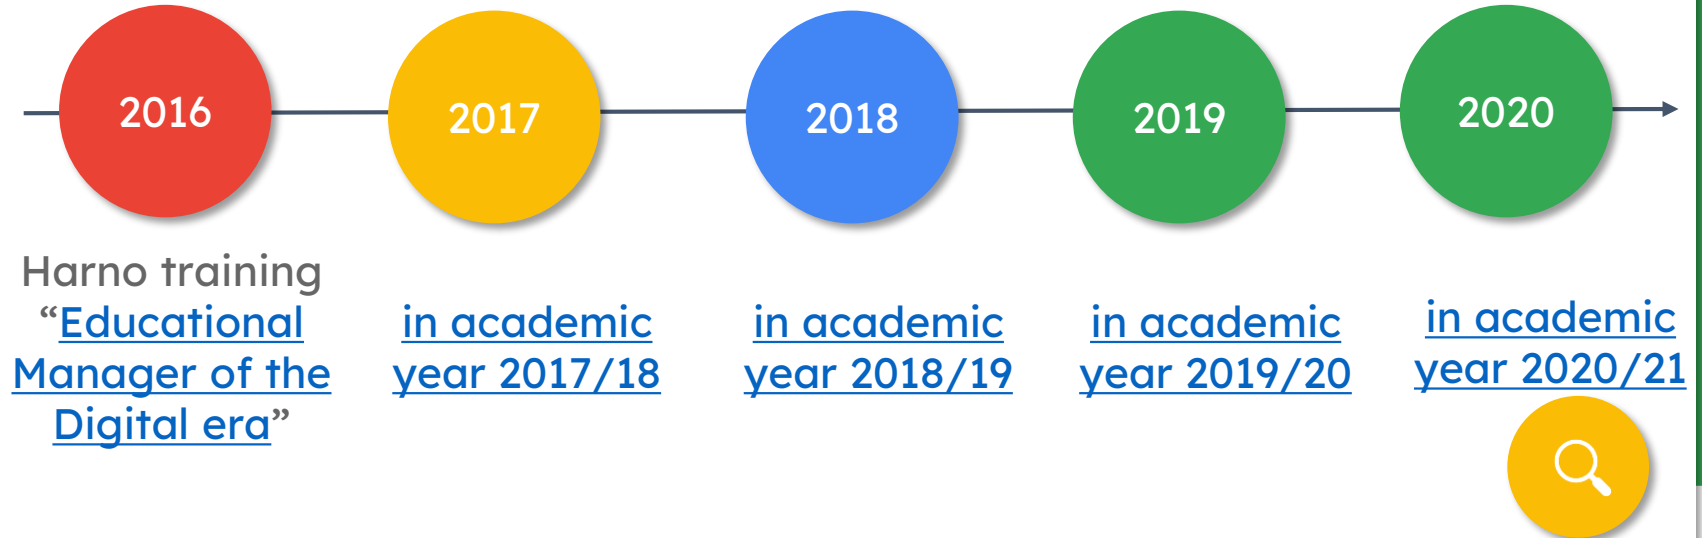 2016
2017
2018
2019
2020
Harno training
“Educational
Manager of the
Digital era”
in academic
year 2017/18
in academic
year 2018/19
in academic
year 2019/20
in academic
year 2020/21